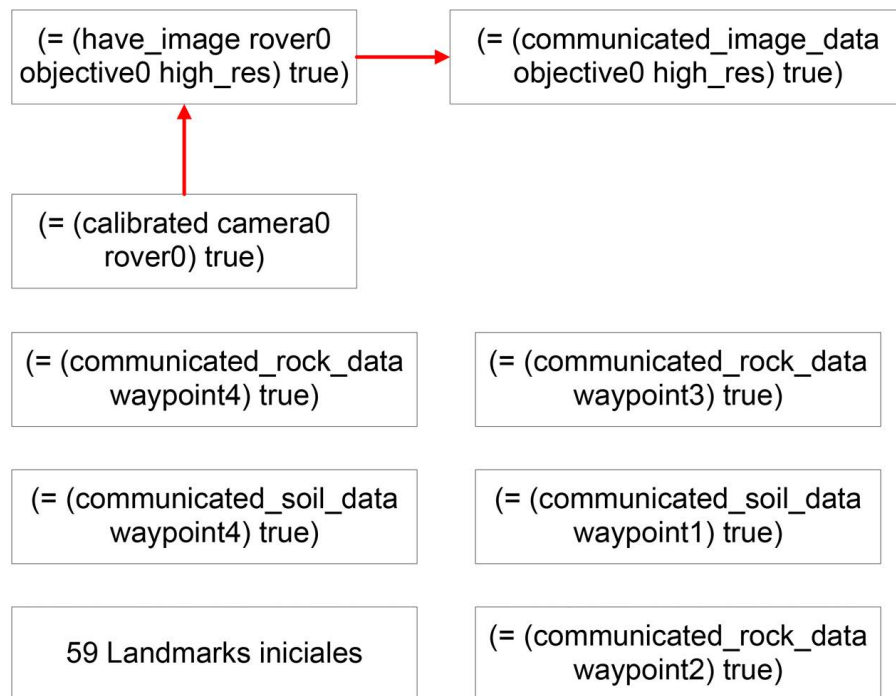 (= (have_image rover0
objective0 high_res) true)
(= (communicated_image_data
objective0 high_res) true)
(= (calibrated camera0
rover0) true)
(= (communicated_rock_data
waypoint4) true)
(= (communicated_rock_data
waypoint3) true)
(= (communicated_soil_data
waypoint4) true)
(= (communicated_soil_data
waypoint1) true)
59 Landmarks iniciales
(= (communicated_rock_data
waypoint2) true)